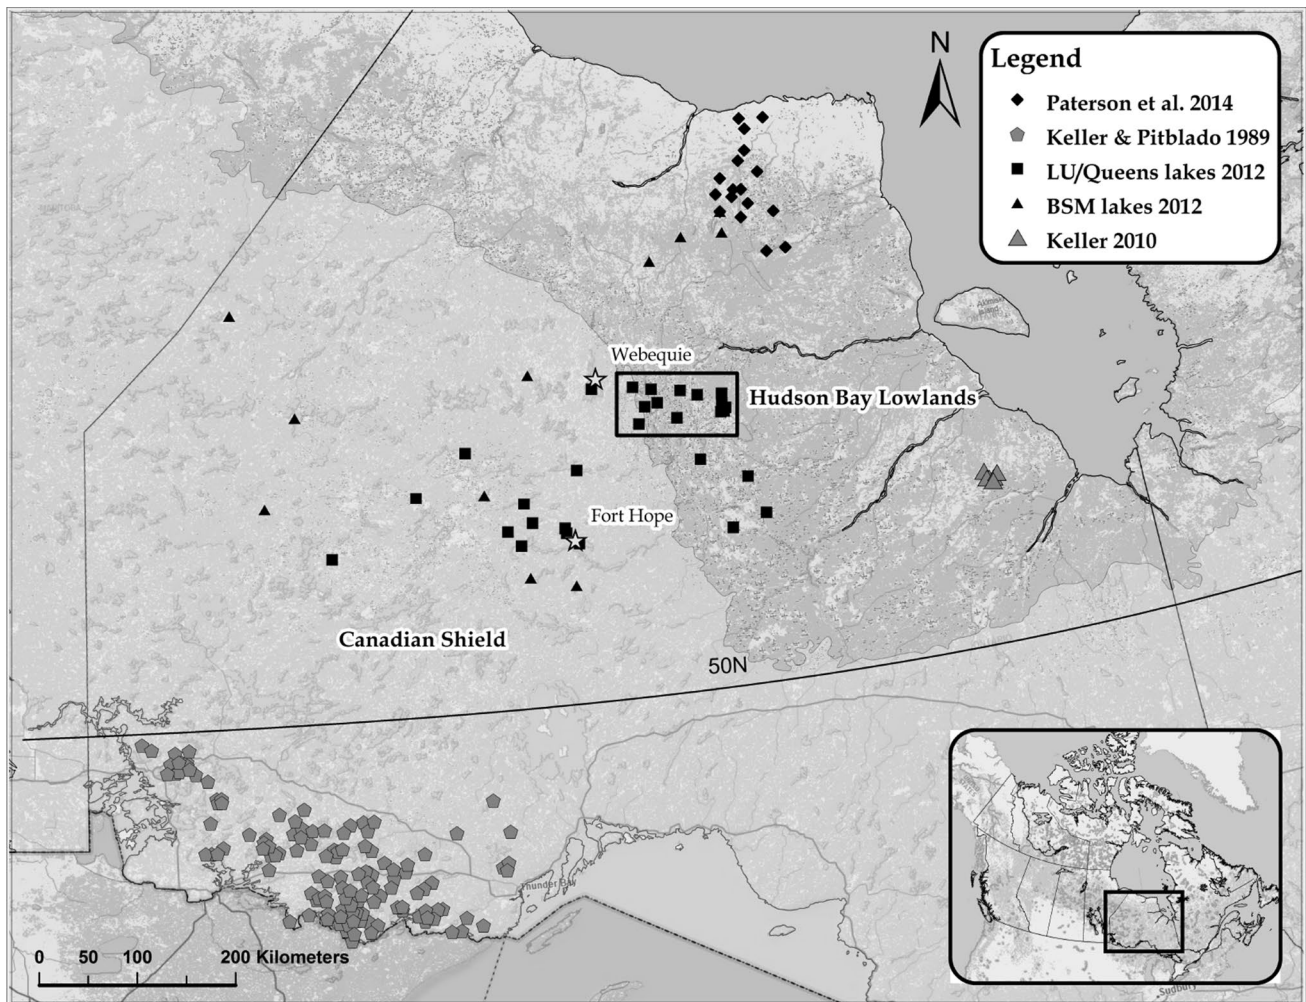 N
Legend
Paterson et al. 2014
Keller & Pitblado 1989
LU/Queens lakes 2012
BSM lakes 2012
Keller 2010
Webequie
Hudson Bay Lowlands
Fort Hope
Canadian Shield
50N
Thunder Bay
0 50 100 200 Kilometers
Sudbury